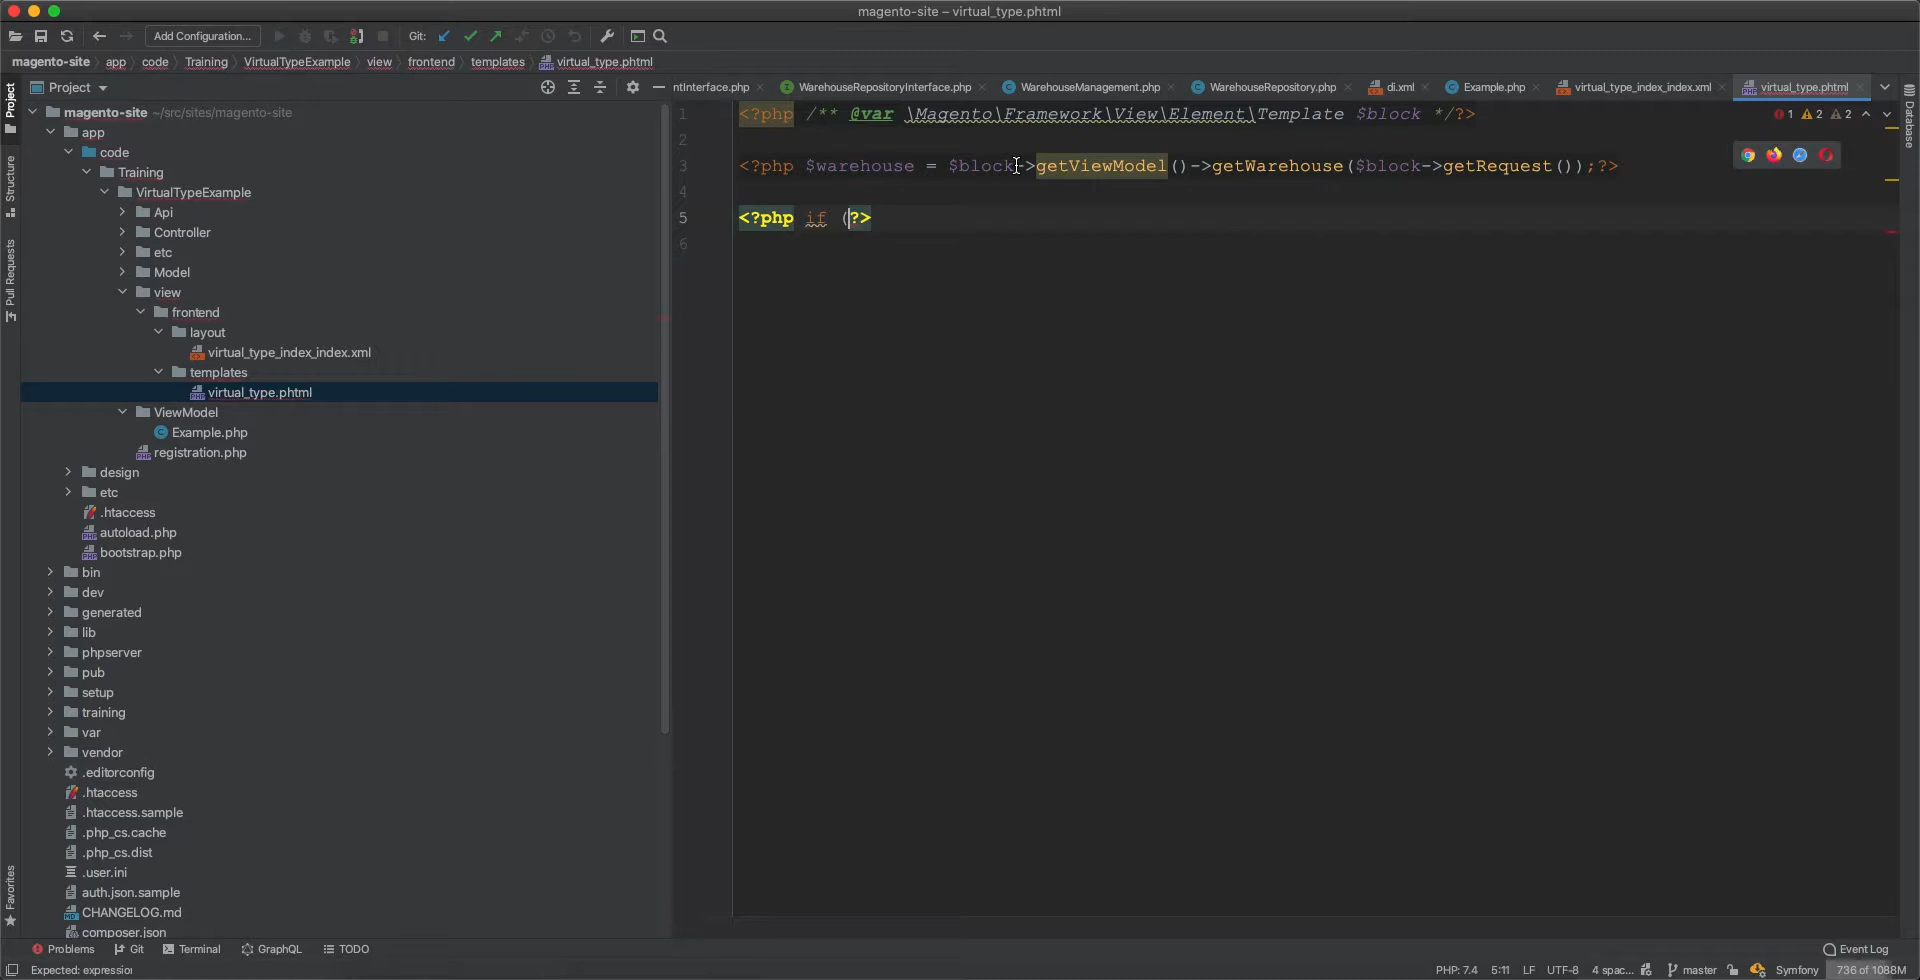 magento-site – virtual_type.phtml
Add Configuration... Git:
magento-site app code Training VirtualTypeExample view frontend templates virtual_type.phtml
Project
ntInterface.php WarehouseRepositoryInterface.php WarehouseManagement.php WarehouseRepository.php di.xml Example.php virtual_type_index_index.xml virtual_type.phtml
Project
Structure
Pull Requests
Favorites
Database
magento-site ~/src/sites/magento-site
app
code
Training
VirtualTypeExample
Api
Controller
etc
Model
view
frontend
layout
virtual_type_index_index.xml
templates
virtual_type.phtml
ViewModel
Example.php
registration.php
design
etc
.htaccess
autoload.php
bootstrap.php
bin
dev
generated
lib
phpserver
pub
setup
training
var
vendor
.editorconfig
.htaccess
.htaccess.sample
.php_cs.cache
.php_cs.dist
.user.ini
auth.json.sample
CHANGELOG.md
composer.json
1 <?php /** @var \Magento\Framework\View\Element\Template $block */?>
1 2 2
2
3 <?php $warehouse = $block->getViewModel()->getWarehouse($block->getRequest());?>
4
5 <?php if (?>
6
Problems Git Terminal GraphQL TODO Event Log
Expected: expression PHP: 7.4 5:11 LF UTF-8 4 spac... master Symfony 736 of 1088M